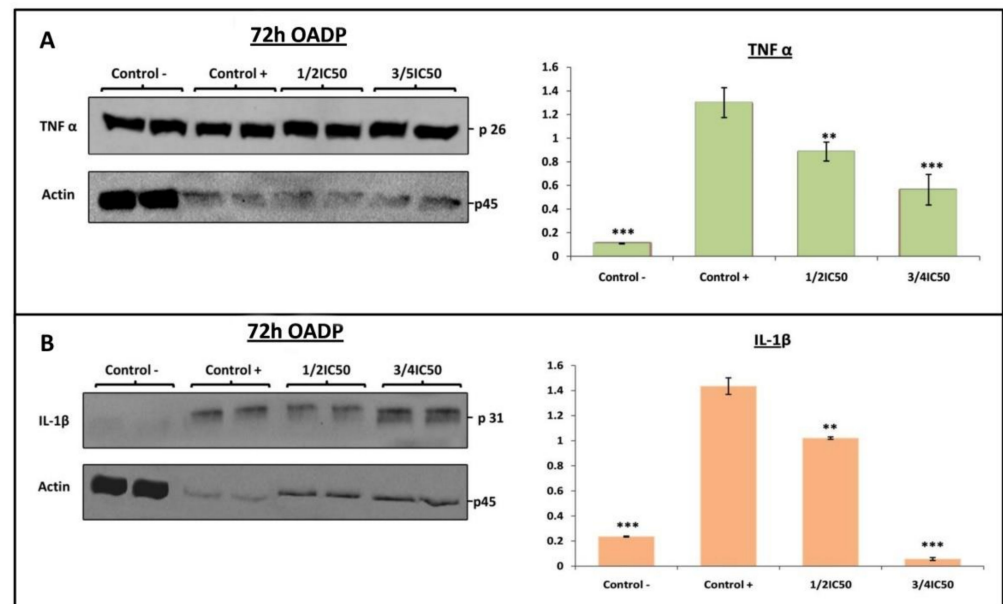 A
72h OADP
Control - Control + 1/2IC50 3/5IC50
TNF α
p 26
Actin
p45
TNF α
1.6
1.4
1.2
1
0.8
0.6
0.4
0.2
0
***
**
***
Control - Control + 1/2IC50 3/4IC50
B
72h OADP
Control - Control + 1/2IC50 3/4IC50
IL-1β
p 31
Actin
p45
IL-1β
1.6
1.4
1.2
1
0.8
0.6
0.4
0.2
0
***
**
***
Control - Control + 1/2IC50 3/4IC50